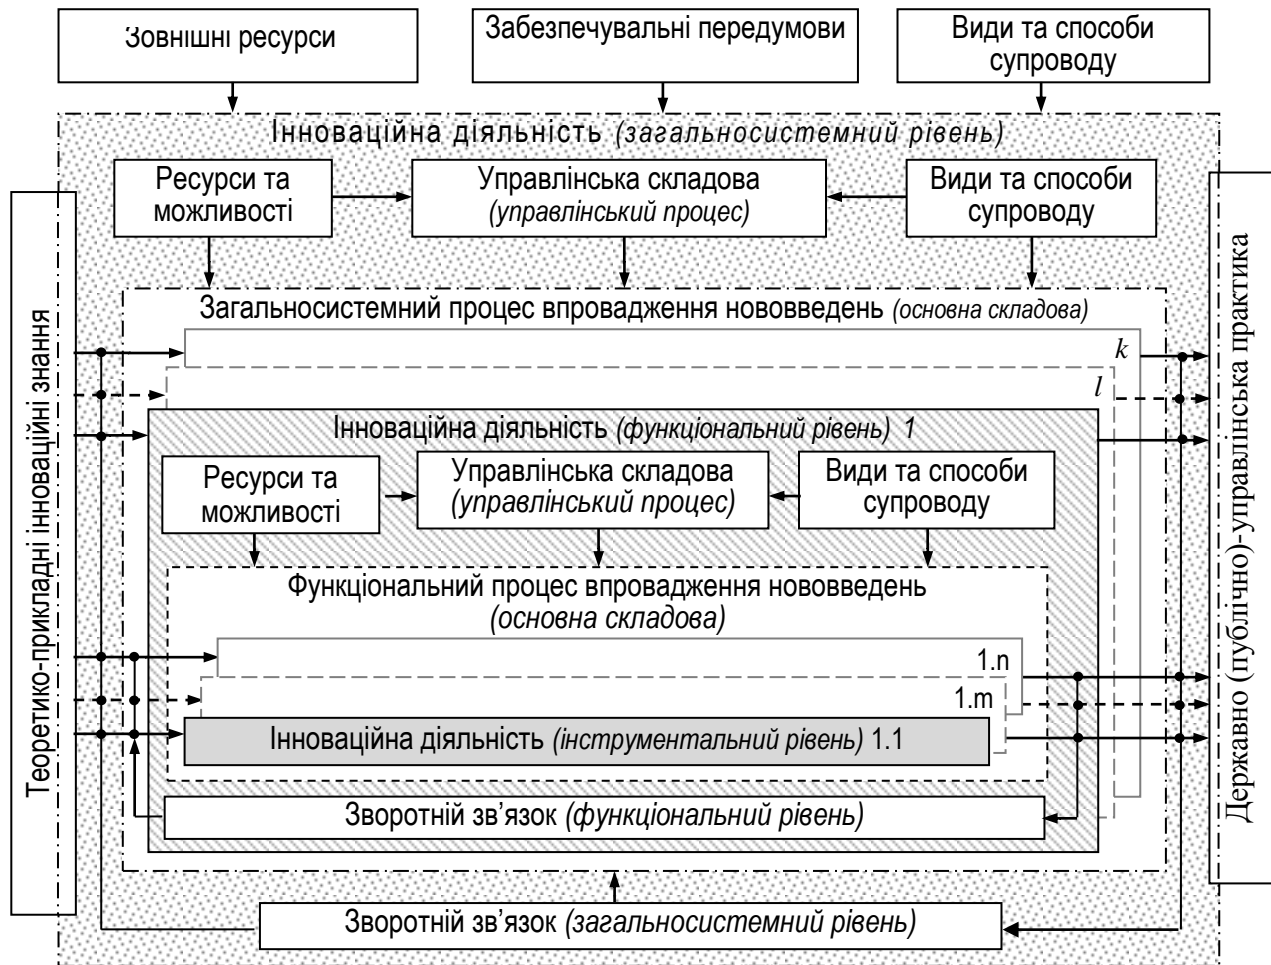 Зовнішні ресурси
Забезпечувальні передумови
Види та способи
супроводу
Інноваційна діяльність (загальносистемний рівень)
Ресурси та
можливості
Управлінська складова
(управлінський процес)
Види та способи
супроводу
Теоретико-прикладні інноваційні знання
Державно (публічно)-управлінська практика
Загальносистемний процес впровадження нововведень (основна складова)
k
l
Інноваційна діяльність (функціональний рівень) 1
Ресурси та
можливості
Управлінська складова
(управлінський процес)
Види та способи
супроводу
Функціональний процес впровадження нововведень
(основна складова)
1.n
1.m
Інноваційна діяльність (інструментальний рівень) 1.1
Зворотній зв’язок (функціональний рівень)
Зворотній зв’язок (загальносистемний рівень)